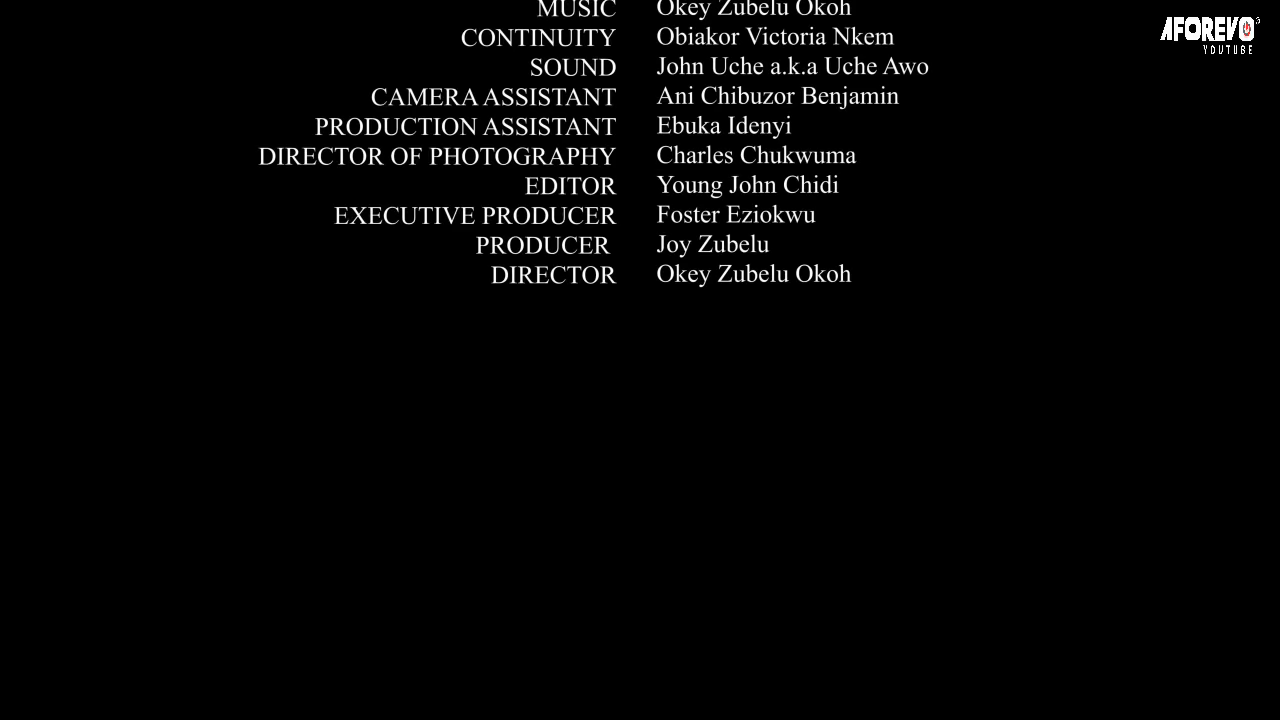 MUSIC Okey Zubelu Okoh
CONTINUITY Obiakor Victoria Nkem
SOUND John Uche a.k.a Uche Awo
CAMERA ASSISTANT Ani Chibuzor Benjamin
PRODUCTION ASSISTANT Ebuka Idenyi
DIRECTOR OF PHOTOGRAPHY Charles Chukwuma
EDITOR Young John Chidi
EXECUTIVE PRODUCER Foster Eziokwu
PRODUCER Joy Zubelu
DIRECTOR Okey Zubelu Okoh
AFOREVO
YOUTUBE